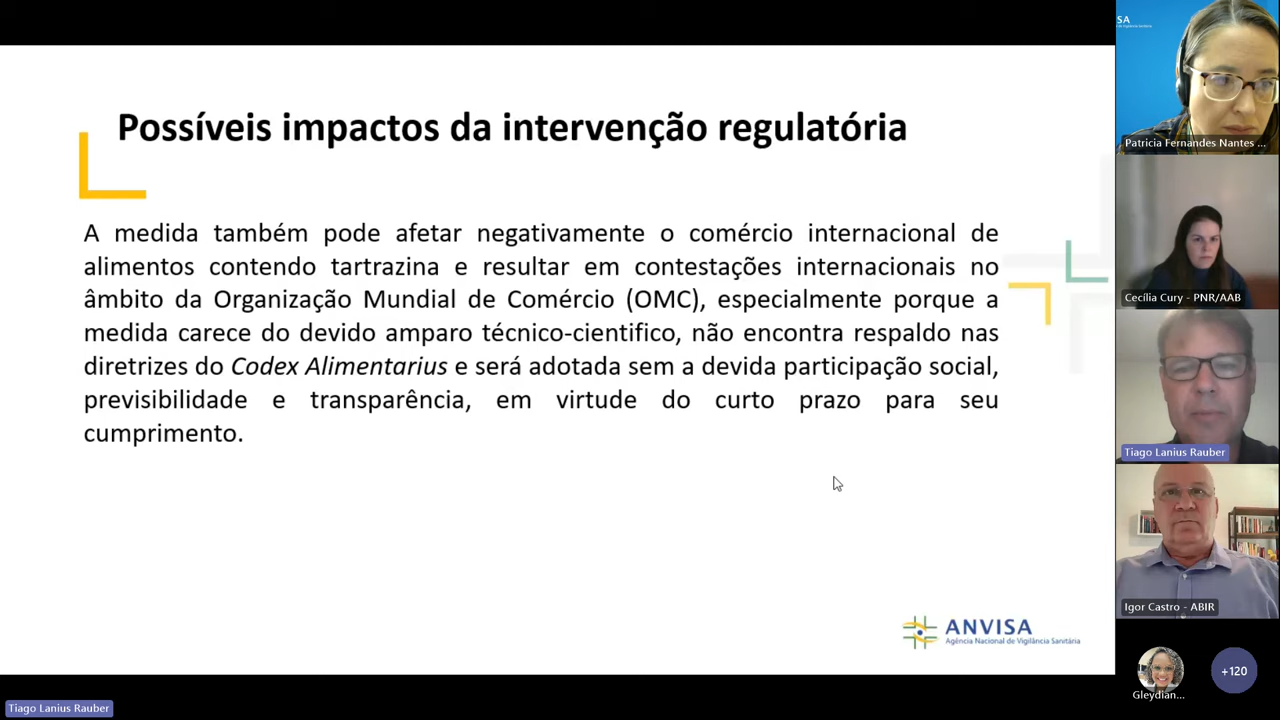 Possíveis impactos da intervenção regulatória
A medida também pode afetar negativamente o comércio internacional de
alimentos contendo tartrazina e resultar em contestações internacionais no
âmbito da Organização Mundial de Comércio (OMC), especialmente porque a
medida carece do devido amparo técnico-cientifico, não encontra respaldo nas
diretrizes do Codex Alimentarius e será adotada sem a devida participação social,
previsibilidade e transparência, em virtude do curto prazo para seu
cumprimento.
ANVISA
Agência Nacional de Vigilância Sanitária
SA
Patricia Fernandes Nantes ...
Cecília Cury - PNR/AAB
Tiago Lanius Rauber
Igor Castro - ABIR
Gleydian...
+120
Tiago Lanius Rauber